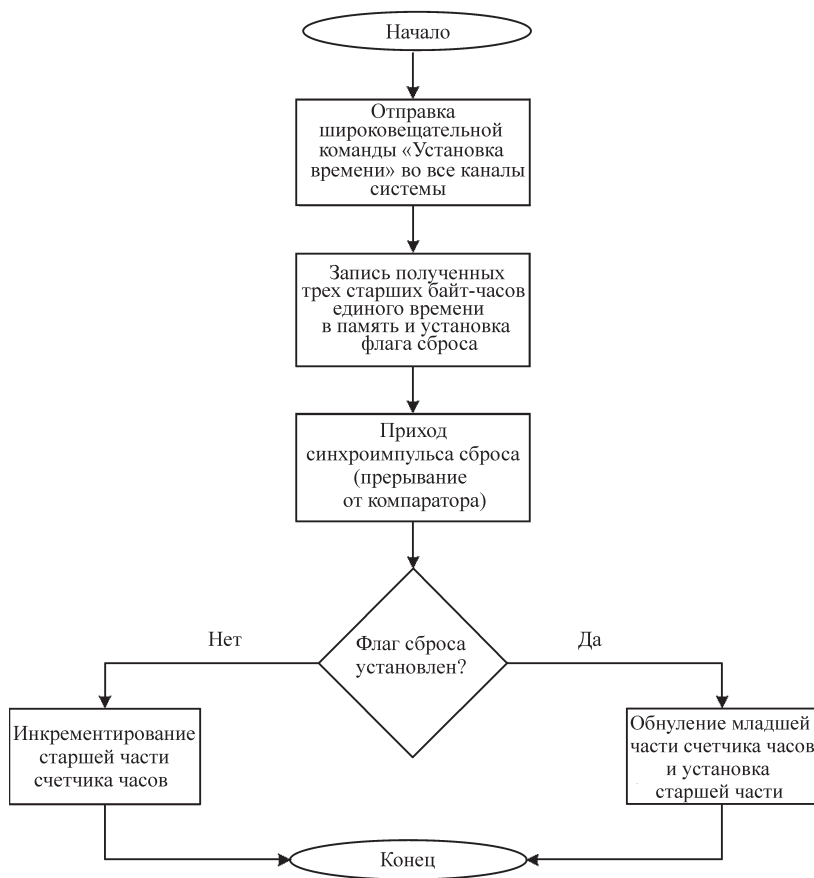 Начало
Отправка
широковещательной
команды «Установка
времени» во все каналы
системы
Запись полученных
трех старших байт-часов
единого времени
в память и установка
флага сброса
Приход
синхроимпульса сброса
(прерывание
от компаратора)
Флаг сброса
установлен?
Нет
Да
Инкрементирование
старшей части
счетчика часов
Обнуление младшей
части счетчика часов
и установка
старшей части
Конец